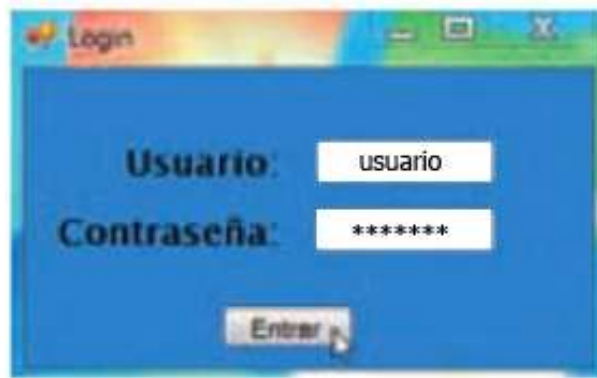 Login
Usuario: usuario
Contraseña: *******
Entrar